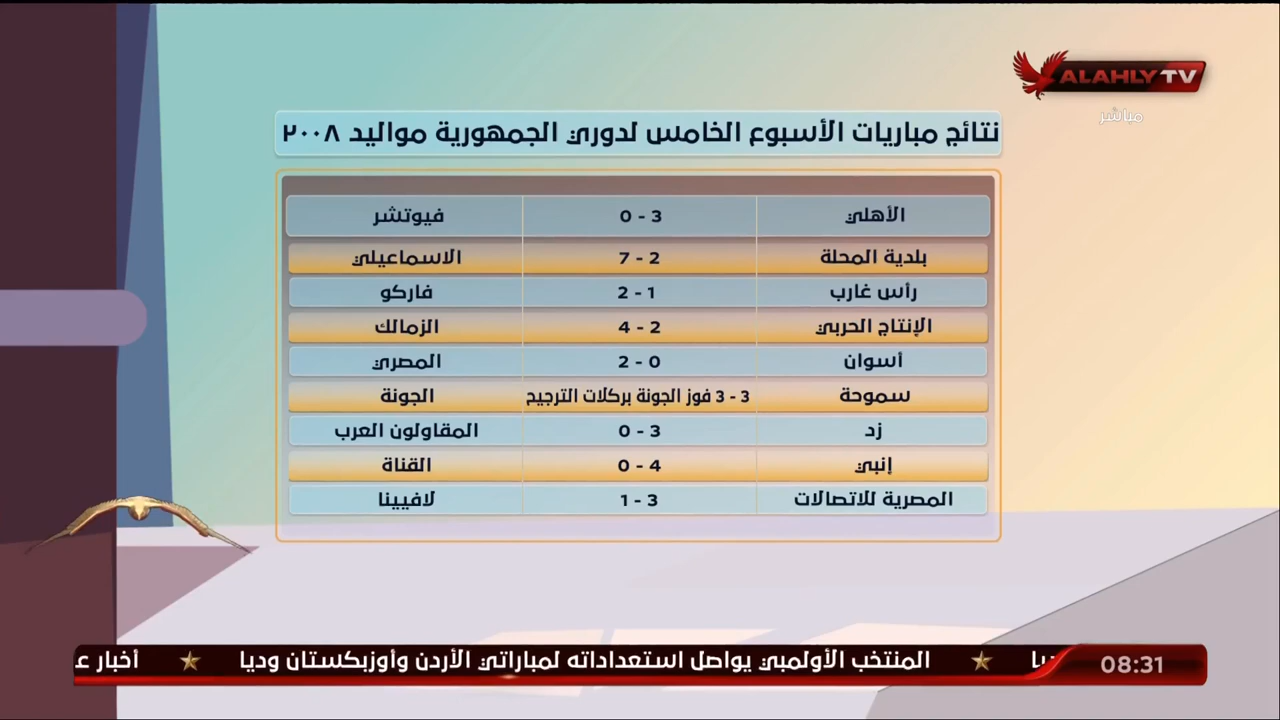 ALAHLY TV
مباشر
نتائج مباريات الأسبوع الخامس لدوري الجمهورية مواليد ٢٠٠٨
الأهلي 3 - 0 فيوتشر
بلدية المحلة 2 - 7 الاسماعيلي
رأس غارب 1 - 2 فاركو
الإنتاج الحربي 2 - 4 الزمالك
أسوان 0 - 2 المصري
سموحة 3 - 3 فوز الجونة بركلات الترجيح الجونة
زد 3 - 0 المقاولون العرب
إنبي 4 - 0 القناة
المصرية للاتصالات 3 - 1 لافيينا
المنتخب الأولمبي يواصل استعداداته لمباراتي الأردن وأوزبكستان وديا ★ أخبار
08:31